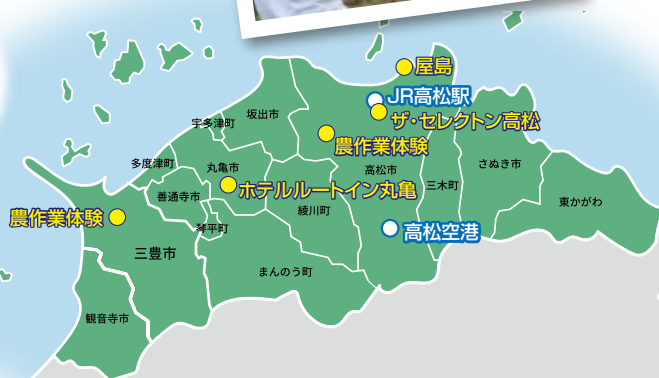 屋島
JR高松駅
ザ・セレクトン高松
坂出市
宇多津町
農作業体験
多度津町
丸亀市
高松市
さぬき市
三木町
ホテルルートイン丸亀
善通寺市
東かがわ
綾川町
農作業体験
琴平町
高松空港
三豊市
まんのう町
観音寺市